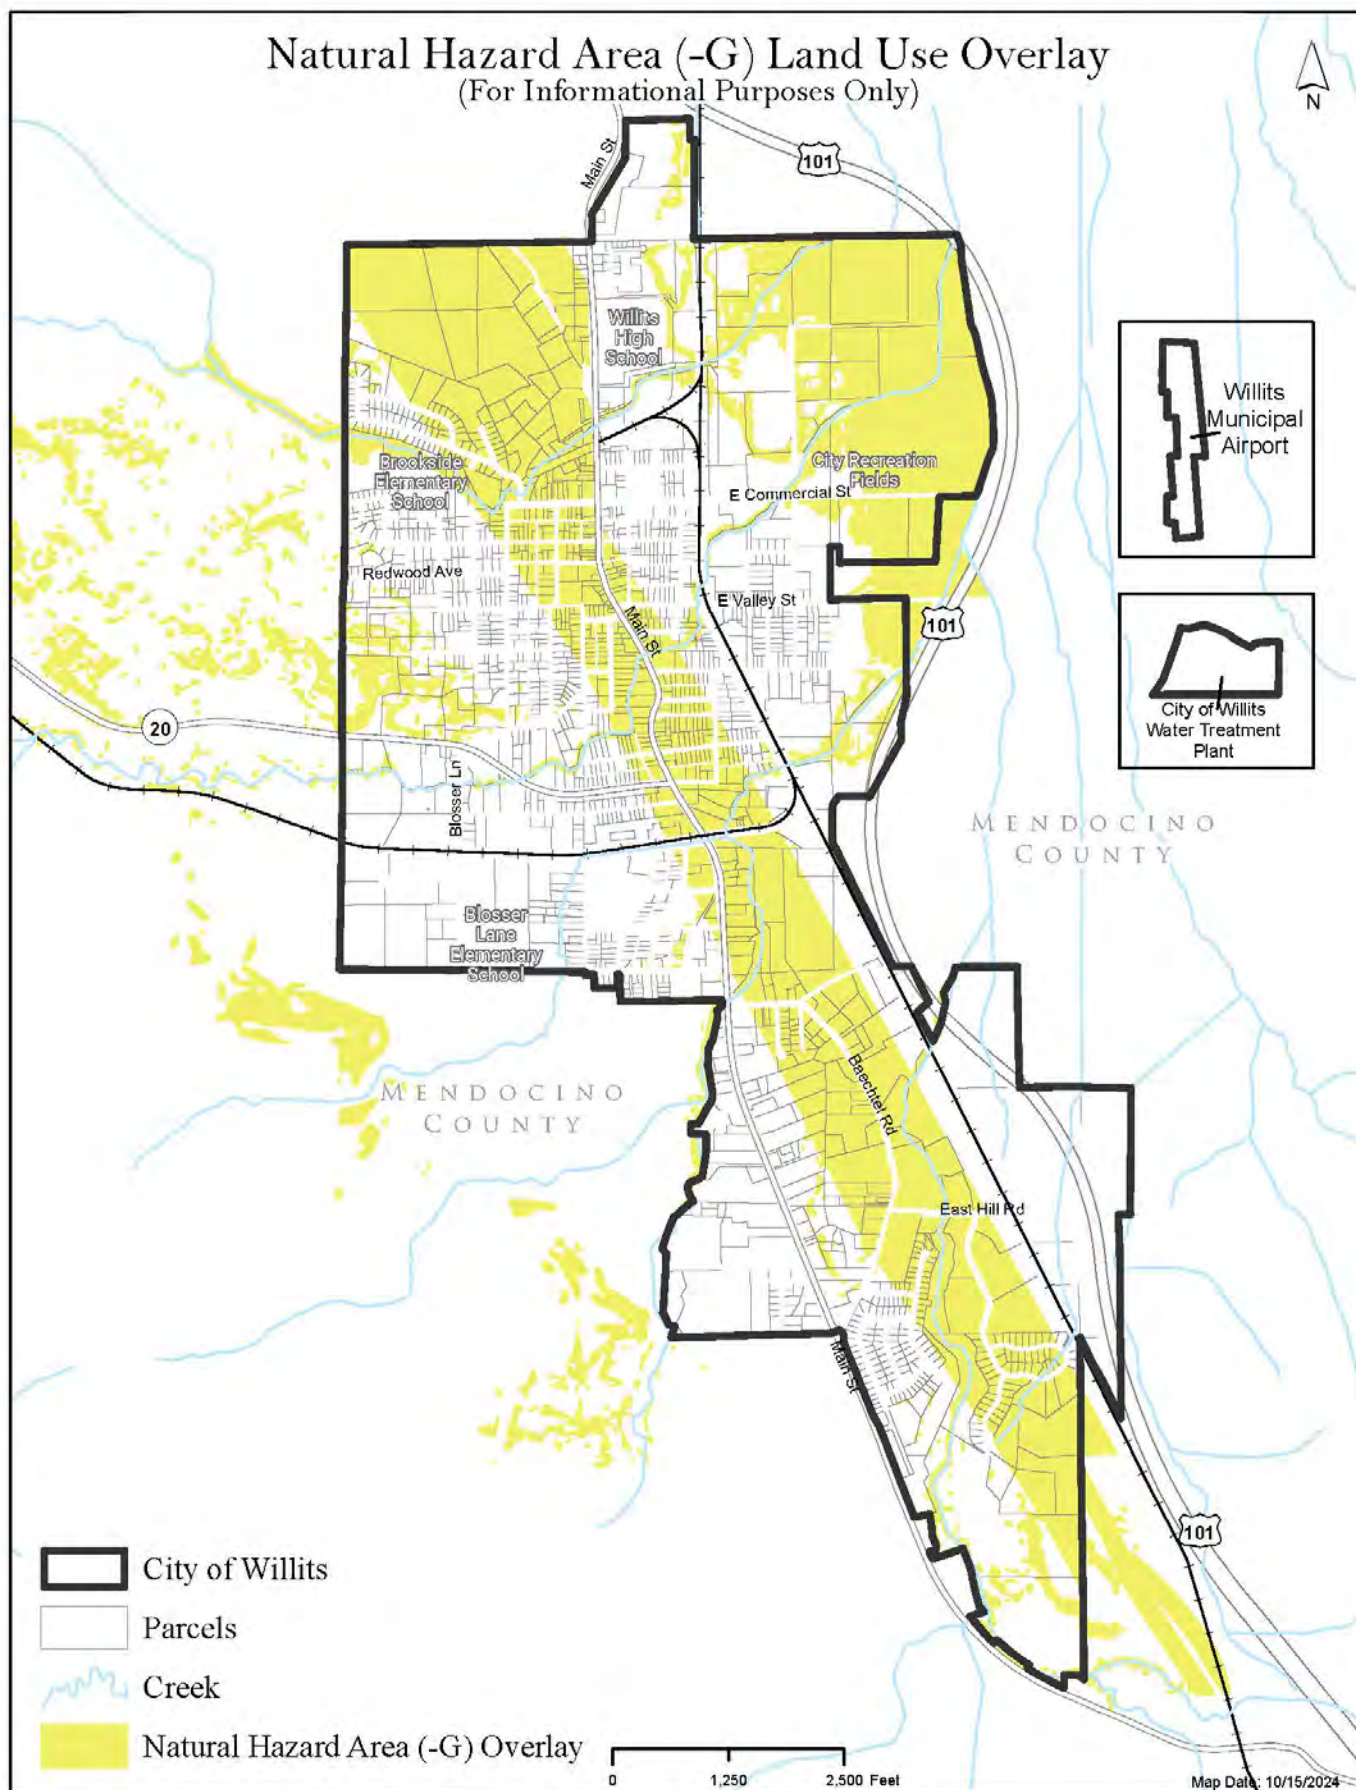 Natural Hazard Area (-G) Land Use Overlay
(For Informational Purposes Only)
N
Main St
101
Willits
High
School
Willits
Municipal
Airport
Brookside
Elementary
School
City Recreation
Fields
E Commercial St
Redwood Ave
E Valley St
Main St
101
20
City of Willits
Water Treatment
Plant
Blosser Ln
MENDOCINO
COUNTY
Blosser
Lane
Elementary
School
MENDOCINO
COUNTY
Baechtel Rd
East Hill Rd
Main St
101
City of Willits
Parcels
Creek
Natural Hazard Area (-G) Overlay
0 1,250 2,500 Feet
Map Date: 10/15/2024